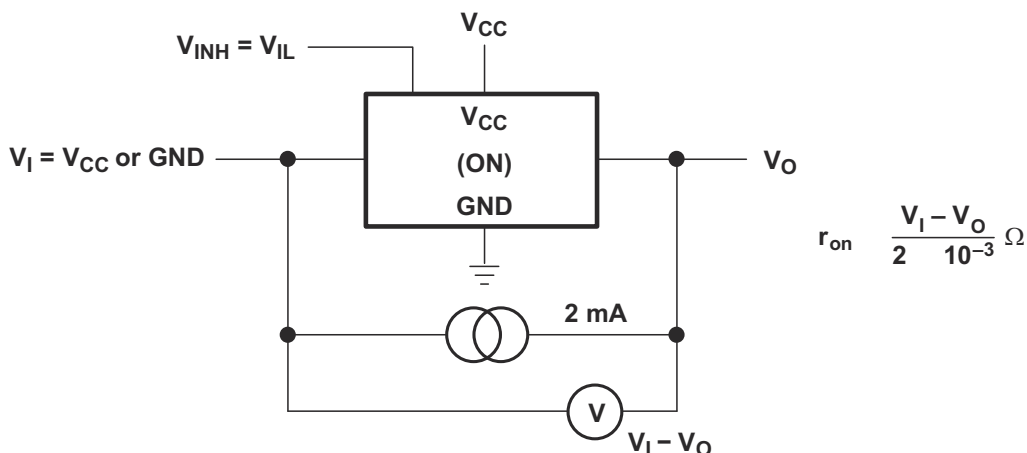 V_CC
V_INH = V_IL
V_CC
V_I = V_CC or GND
(ON)
V_O
GND
r_on V_I – V_O / 2 10^–3 Ω
2 mA
V
V_I – V_O